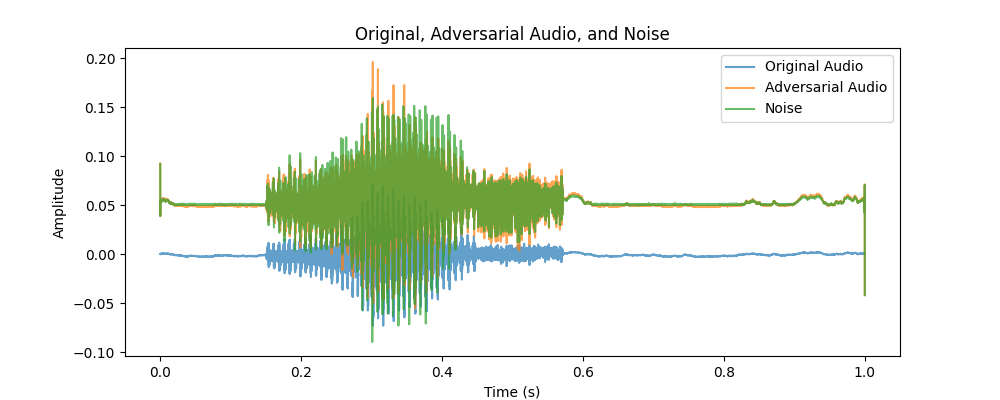 Original, Adversarial Audio, and Noise
Original Audio
Adversarial Audio
Noise
Amplitude
0.20
0.15
0.10
0.05
0.00
−0.05
−0.10
0.0 0.2 0.4 0.6 0.8 1.0
Time (s)